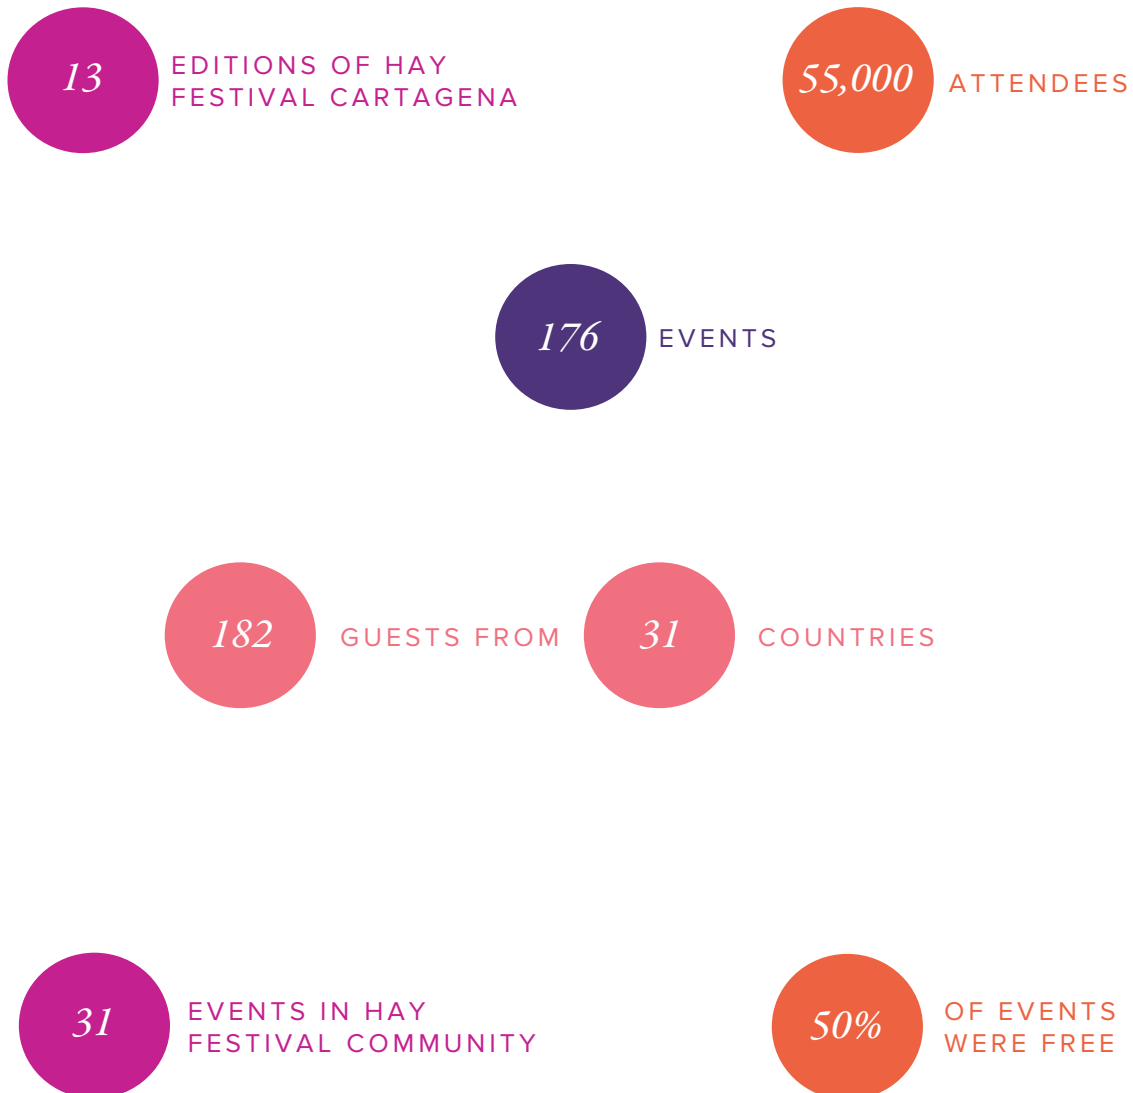 13
EDITIONS OF HAY
FESTIVAL CARTAGENA
55,000
ATTENDEES
176
EVENTS
182
GUESTS FROM
31
COUNTRIES
31
EVENTS IN HAY
FESTIVAL COMMUNITY
50%
OF EVENTS
WERE FREE